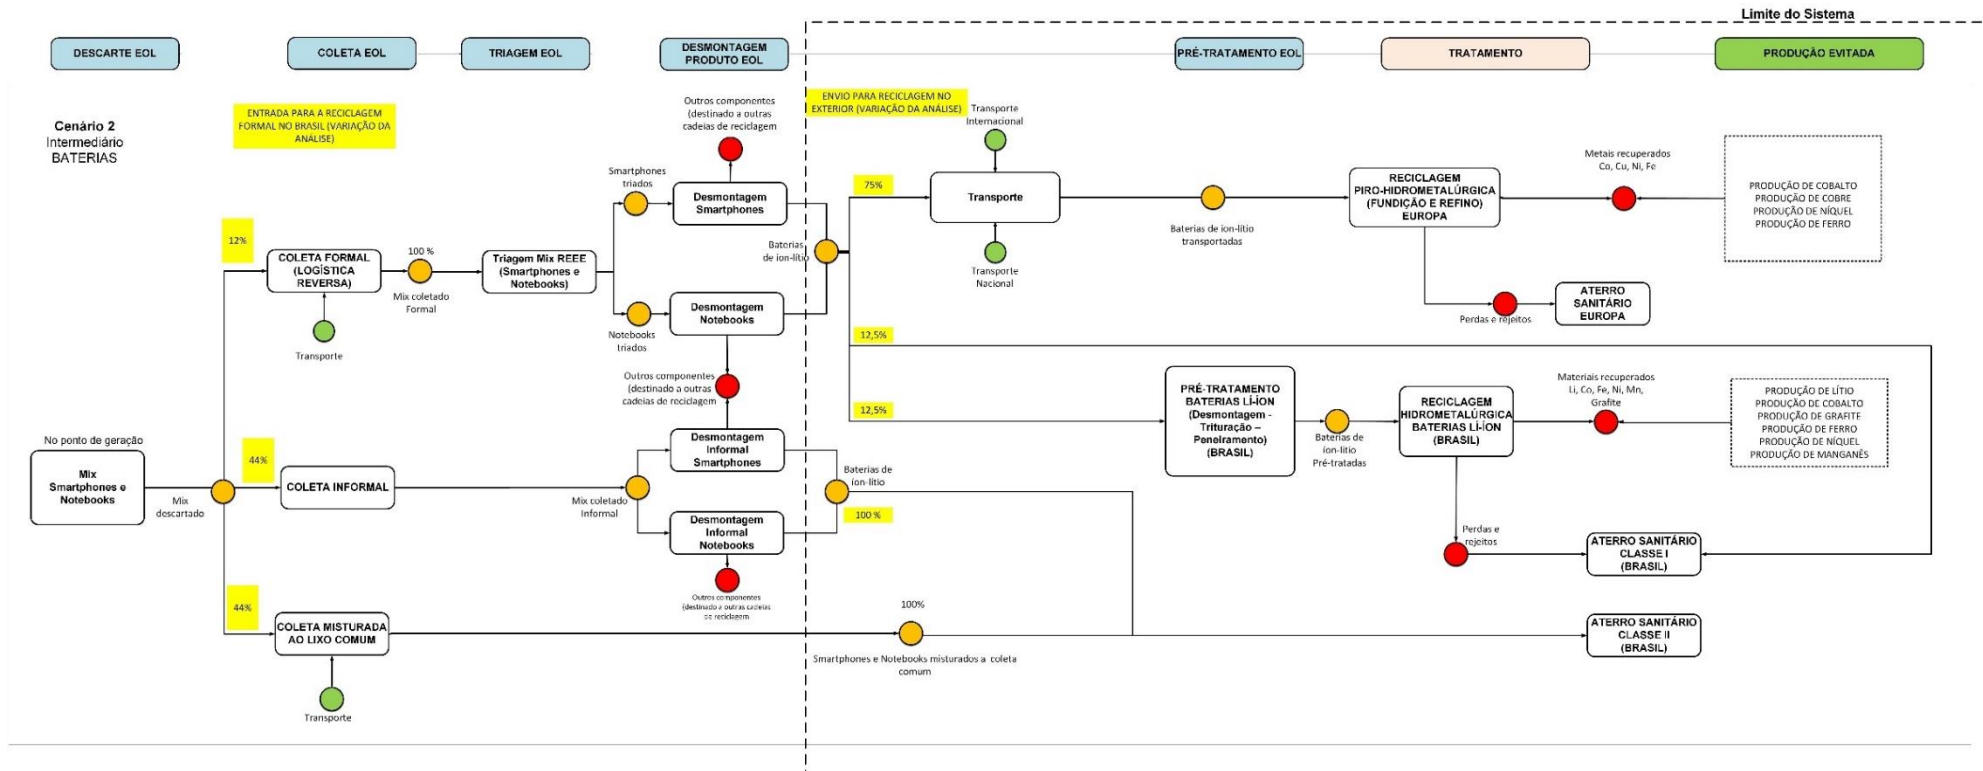 Limite do Sistema
DESCARTE EOL
COLETA EOL
TRIAGEM EOL
DESMONTAGEM
PRODUTO EOL
PRÉ-TRATAMENTO EOL
TRATAMENTO
PRODUÇÃO EVITADA
Cenário 2
Intermediário
BATERIAS
ENTRADA PARA A RECICLAGEM
FORMAL NO BRASIL (VARIAÇÃO DA
ANÁLISE)
Outros componentes
(destinado a outras
cadeias de reciclagem
ENVIO PARA RECICLAGEM NO
EXTERIOR (VARIAÇÃO DA ANÁLISE)
Transporte
Internacional
Smartphones
triados
Desmontagem
Smartphones
75%
Transporte
Transporte
Nacional
Baterias de ion-lítio
transportadas
RECICLAGEM
PIRO-HIDROMETALÚRGICA
(FUNDIÇÃO E REFINO)
EUROPA
Metais recuperados
Co, Cu, Ni, Fe
PRODUÇÃO DE COBALTO
PRODUÇÃO DE COBRE
PRODUÇÃO DE NÍQUEL
PRODUÇÃO DE FERRO
12%
COLETA FORMAL
(LOGÍSTICA
REVERSA)
100 %
Mix coletado
Formal
Triagem Mix REEE
(Smartphones e
Notebooks)
Baterias
de ion-lítio
Transporte
Notebooks
triados
Desmontagem
Notebooks
Perdas e rejeitos
ATERRO
SANITÁRIO
EUROPA
12,5%
Outros componentes
(destinado a outras
cadeias de reciclagem
12,5%
PRÉ-TRATAMENTO
BATERIAS LÍ-ÍON
(Desmontagem -
Trituração –
Peneiramento)
(BRASIL)
Baterias de
íon-lítio
Pré-tratadas
RECICLAGEM
HIDROMETALÚRGICA
BATERIAS LÍ-ÍON
(BRASIL)
Materiais recuperados
Li, Co, Fe, Ni, Mn,
Grafite
PRODUÇÃO DE LÍTIO
PRODUÇÃO DE COBALTO
PRODUÇÃO DE GRAFITE
PRODUÇÃO DE FERRO
PRODUÇÃO DE NÍQUEL
PRODUÇÃO DE MANGANÊS
No ponto de geração
Mix
Smartphones e
Notebooks
Mix
descartado
44%
COLETA INFORMAL
Mix coletado
Informal
Desmontagem
Informal
Smartphones
Desmontagem
Informal
Notebooks
Baterias de
íon-lítio
100 %
Outros componentes
(destinado a outras cadeias
de reciclagem
Perdas e
rejeitos
ATERRO SANITÁRIO
CLASSE I
(BRASIL)
44%
COLETA MISTURADA
AO LIXO COMUM
Transporte
100%
Smartphones e Notebooks misturados a coleta
comum
ATERRO SANITÁRIO
CLASSE II
(BRASIL)